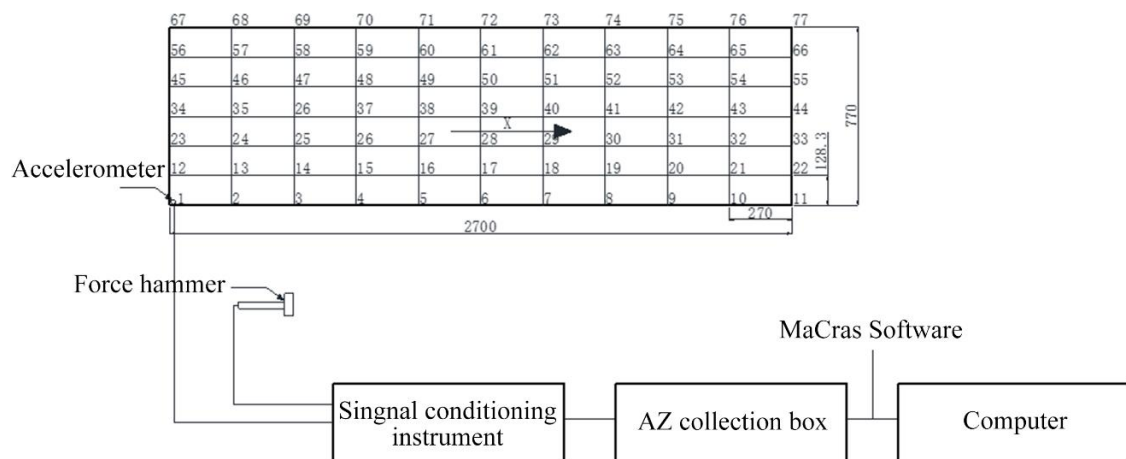 67 68 69 70 71 72 73 74 75 76 77
56 57 58 59 60 61 62 63 64 65 66
45 46 47 48 49 50 51 52 53 54 55
34 35 26 37 38 39 40 41 42 43 44
770
X
23 24 25 26 27 28 29 30 31 32 33
128.3
Accelerometer
12 13 14 15 16 17 18 19 20 21 22
1 2 3 4 5 6 7 8 9 10 11
270
2700
Force hammer
MaCras Software
Singnal conditioning
instrument
AZ collection box
Computer